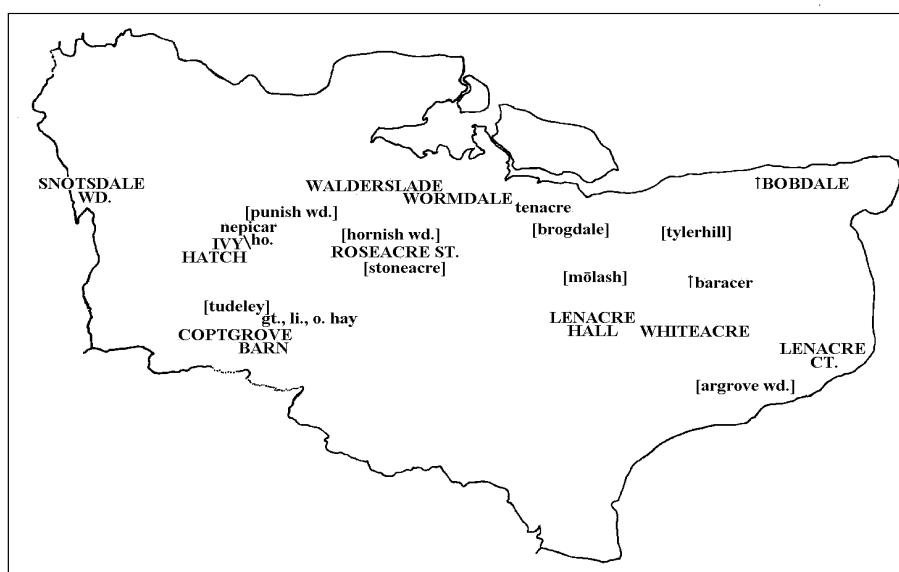 SNOTSDALE
WD.
WALDERSLADE
WORMDALE
tenacre
↑BOBDALE
[punish wd.]
nepicar
ho.
IVY\
HATCH
[hornish wd.]
ROSEACRE ST.
[stoneacre]
[brogdale]
[tylerhill]
[mōlash]
↑baracer
[tudeley]
gt., li., o. hay
COPTGROVE
BARN
LENACRE
HALL
WHITEACRE
LENACRE
CT.
[argrove wd.]